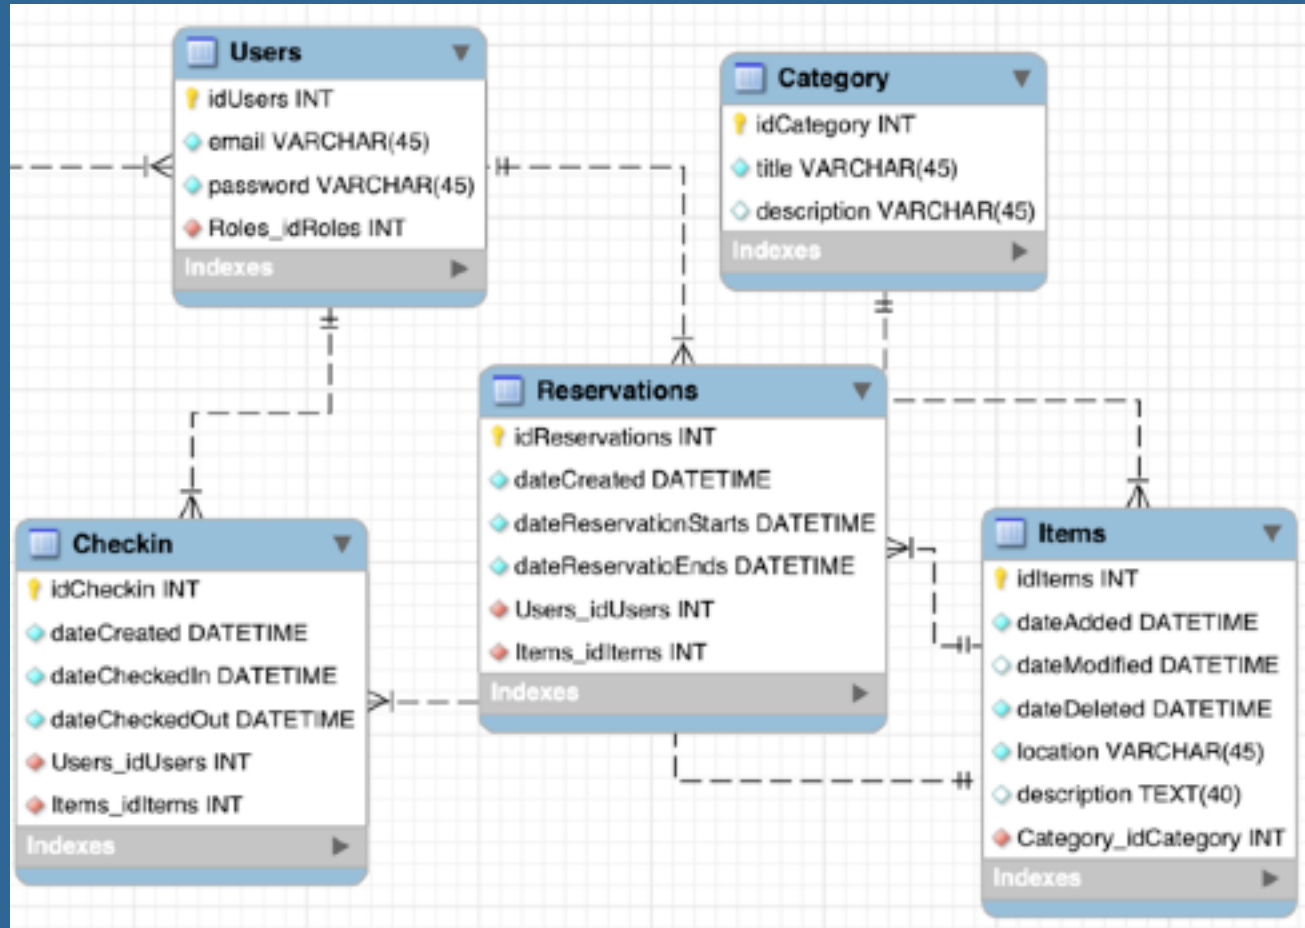 Users
idUsers INT
email VARCHAR(45)
password VARCHAR(45)
Roles_idRoles INT
Indexes
Category
idCategory INT
title VARCHAR(45)
description VARCHAR(45)
Indexes
Reservations
idReservations INT
dateCreated DATETIME
dateReservationStarts DATETIME
dateReservatioEnds DATETIME
Users_idUsers INT
Items_idItems INT
Indexes
Checkin
idCheckin INT
dateCreated DATETIME
dateCheckedIn DATETIME
dateCheckedOut DATETIME
Users_idUsers INT
Items_idItems INT
Indexes
Items
idItems INT
dateAdded DATETIME
dateModified DATETIME
dateDeleted DATETIME
location VARCHAR(45)
description TEXT(40)
Category_idCategory INT
Indexes